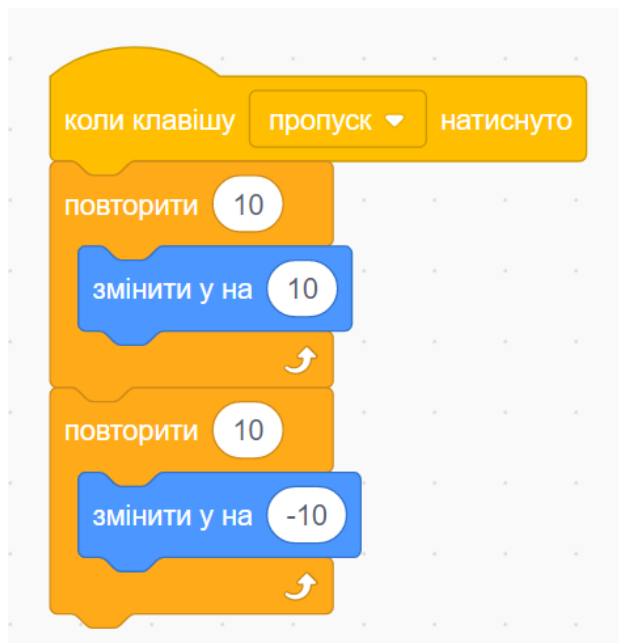 коли клавішу пропуск натиснуто
повторити 10
змінити y на 10
повторити 10
змінити y на -10